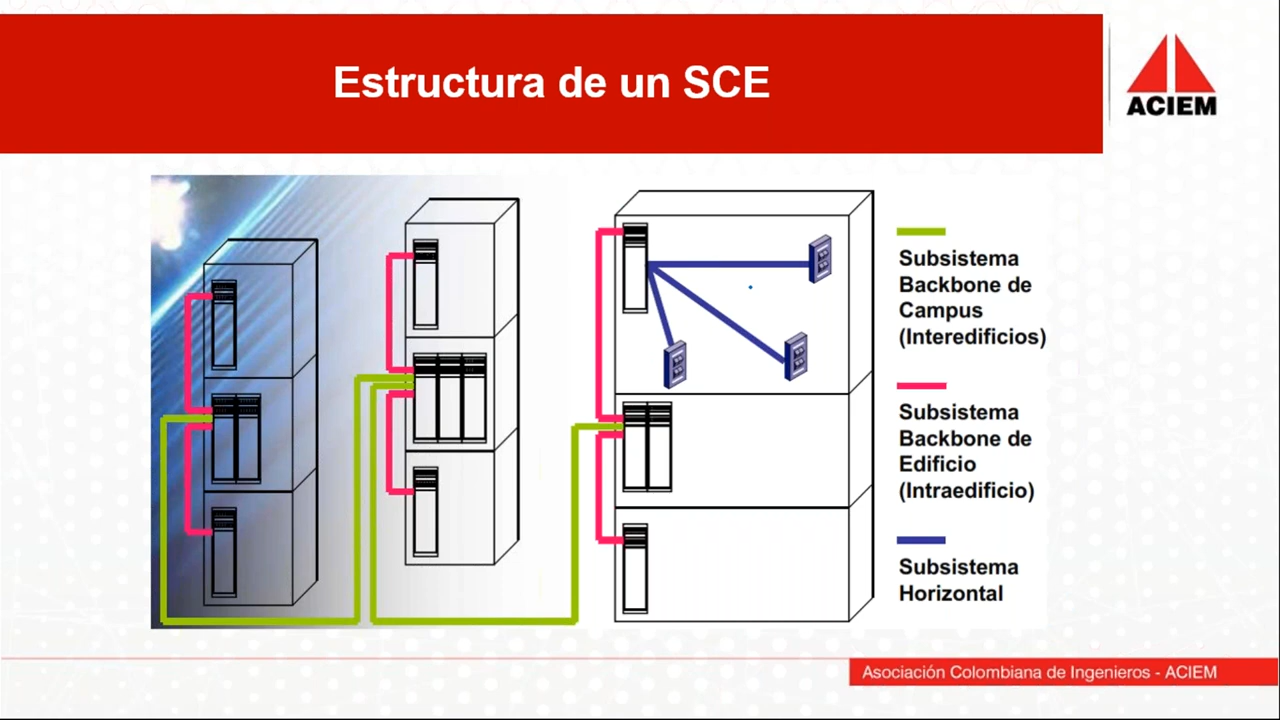 Estructura de un SCE
ACIEM
Subsistema
Backbone de
Campus
(Interedificios)
Subsistema
Backbone de
Edificio
(Intraedificio)
Subsistema
Horizontal
Asociación Colombiana de Ingenieros - ACIEM